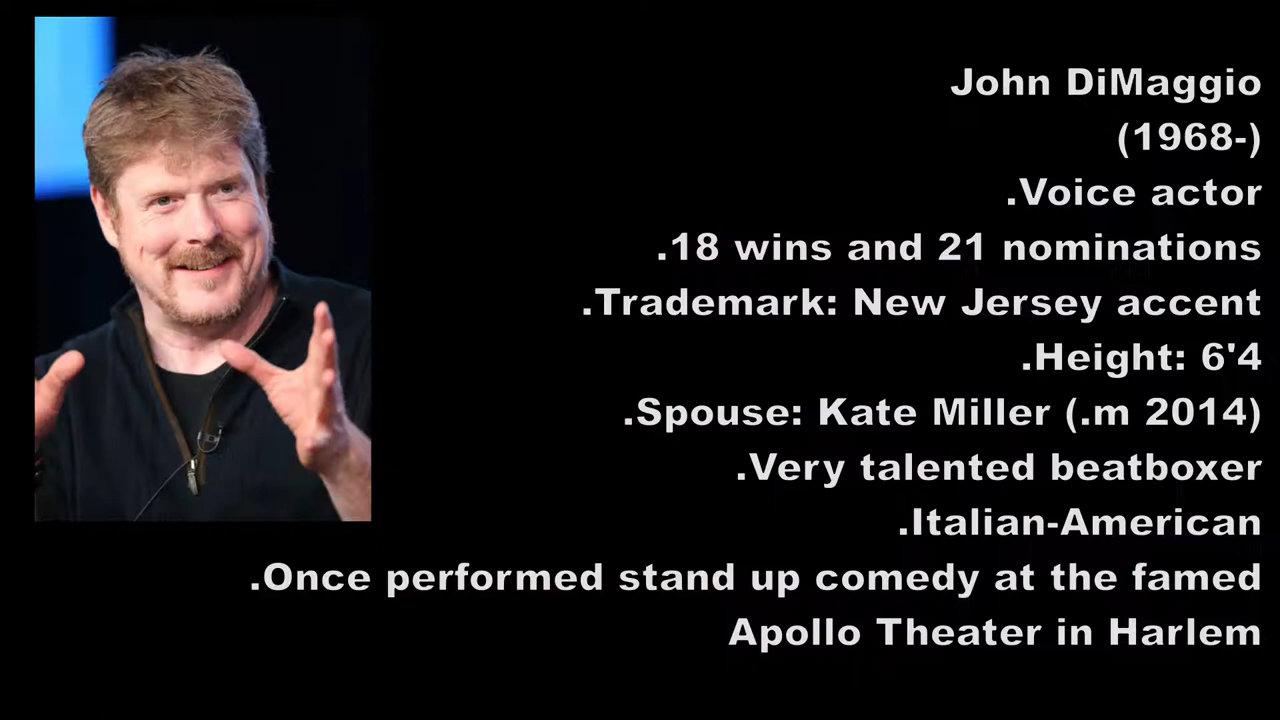 John DiMaggio
(1968-)
.Voice actor
.18 wins and 21 nominations
.Trademark: New Jersey accent
.Height: 6'4
.Spouse: Kate Miller (.m 2014)
.Very talented beatboxer
.Italian-American
.Once performed stand up comedy at the famed
Apollo Theater in Harlem